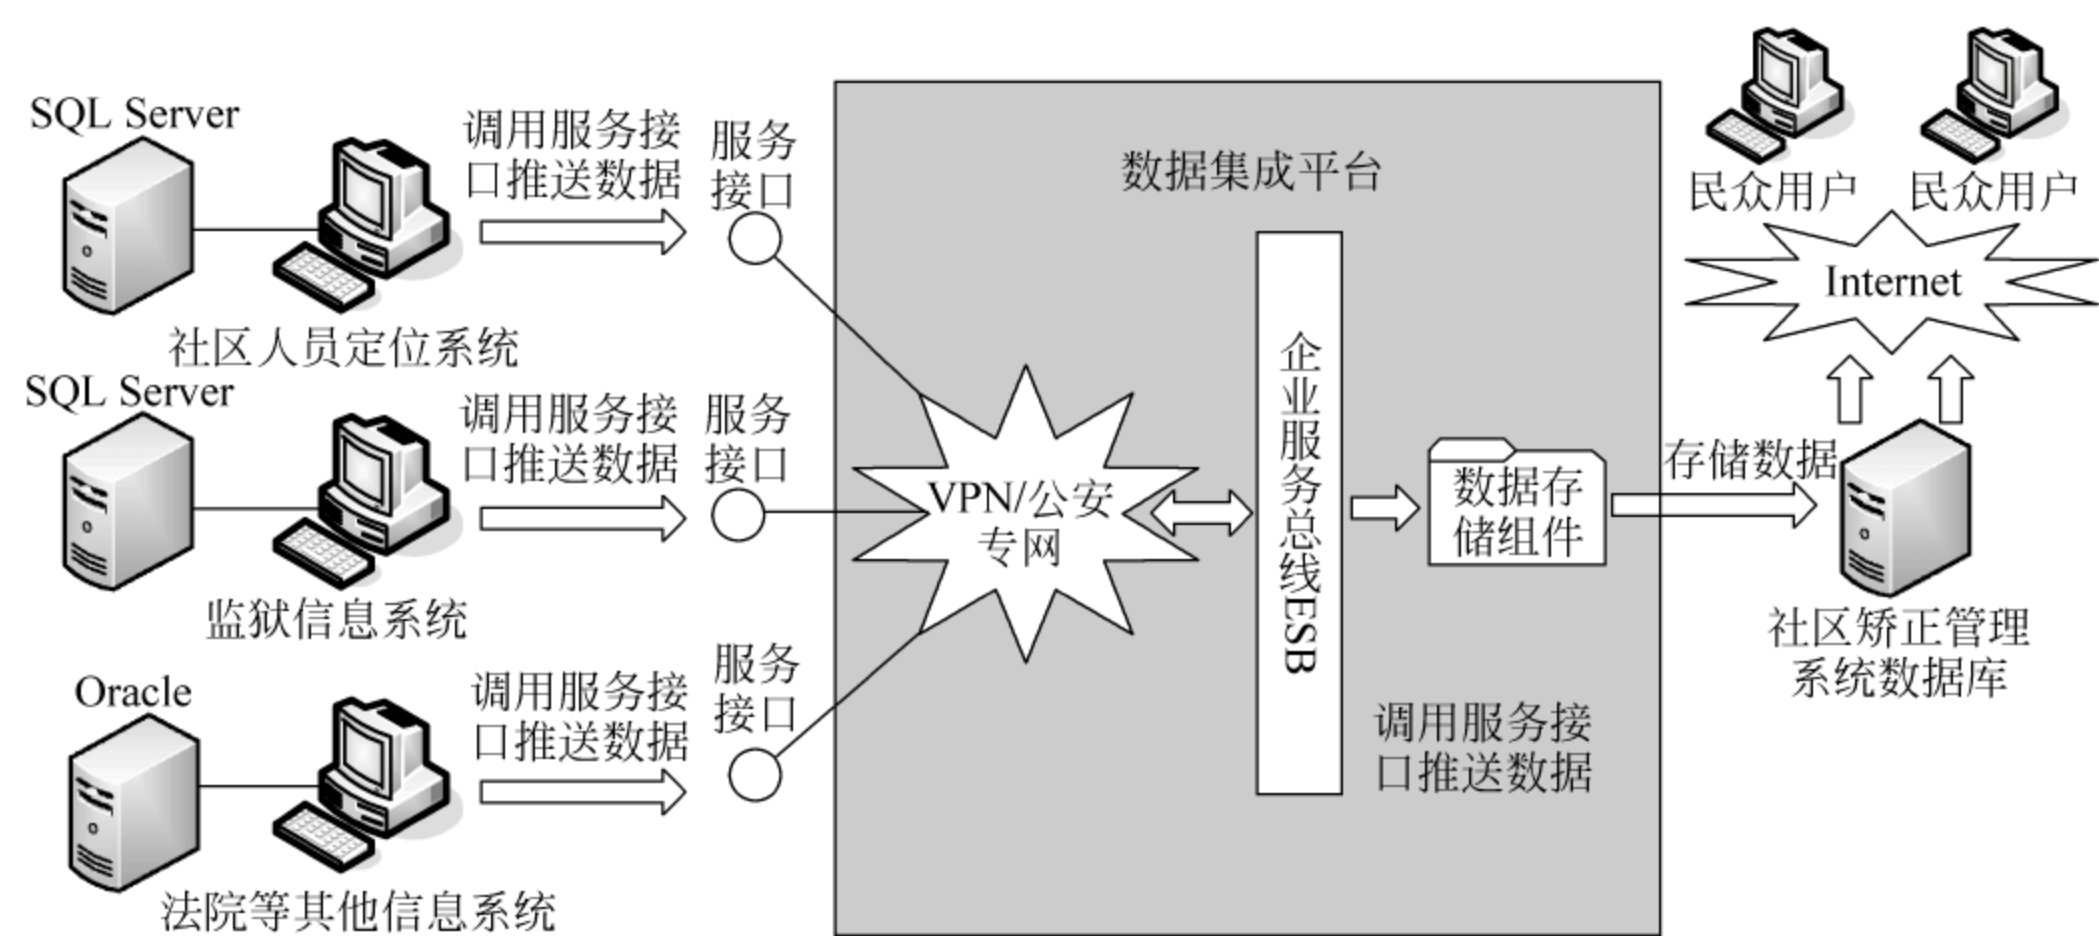 SQL Server
调用服务接
口推送数据
服务
接口
社区人员定位系统
SQL Server
调用服务接
口推送数据
服务
接口
监狱信息系统
Oracle
调用服务接
口推送数据
服务
接口
法院等其他信息系统
数据集成平台
VPN/公安
专网
企业服务总线ESB
数据存
储组件
调用服务接
口推送数据
存储数据
民众用户
民众用户
Internet
社区矫正管理
系统数据库